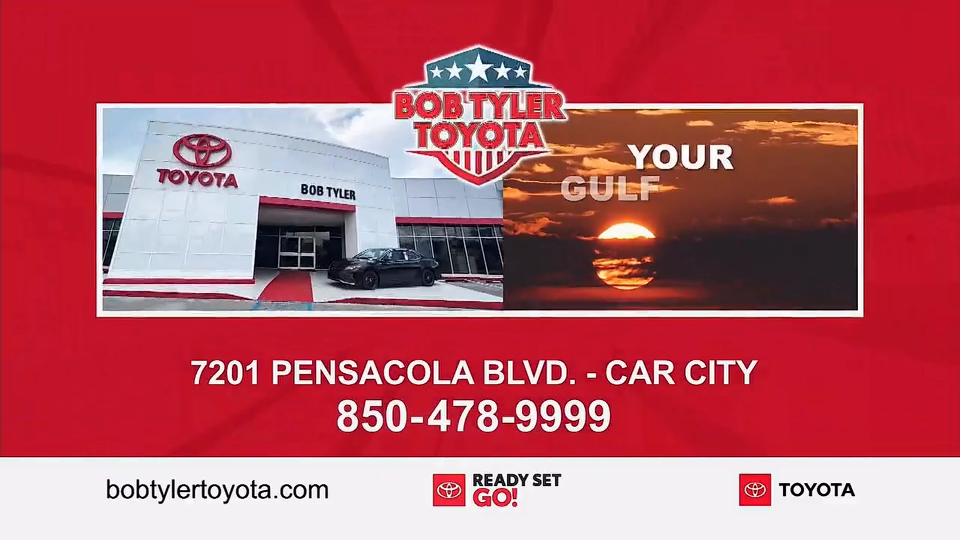 BOB TYLER
TOYOTA
TOYOTA
BOB TYLER
YOUR
GULF
7201 PENSACOLA BLVD. - CAR CITY
850-478-9999
bobtylertoyota.com
READY SET
GO!
TOYOTA